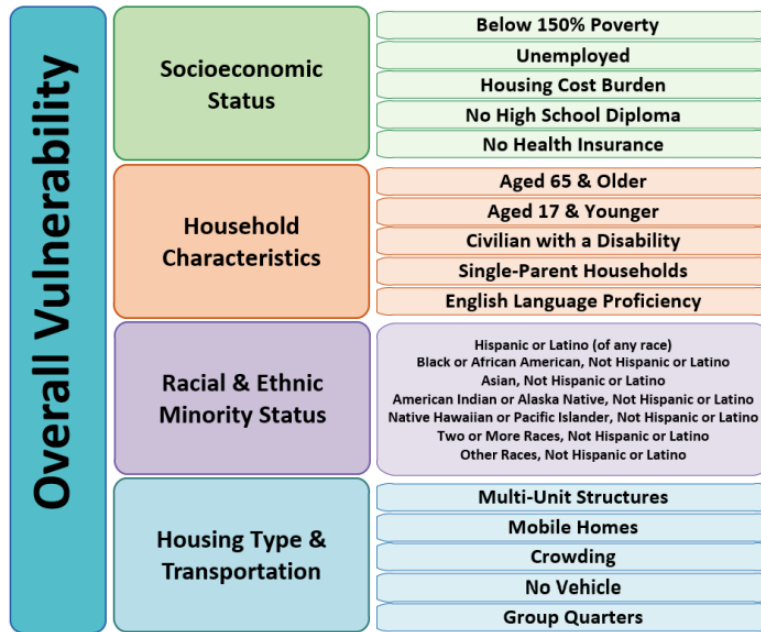 Overall Vulnerability
Socioeconomic
Status
Below 150% Poverty
Unemployed
Housing Cost Burden
No High School Diploma
No Health Insurance
Household
Characteristics
Aged 65 & Older
Aged 17 & Younger
Civilian with a Disability
Single-Parent Households
English Language Proficiency
Racial & Ethnic
Minority Status
Hispanic or Latino (of any race)
Black or African American, Not Hispanic or Latino
Asian, Not Hispanic or Latino
American Indian or Alaska Native, Not Hispanic or Latino
Native Hawaiian or Pacific Islander, Not Hispanic or Latino
Two or More Races, Not Hispanic or Latino
Other Races, Not Hispanic or Latino
Housing Type &
Transportation
Multi-Unit Structures
Mobile Homes
Crowding
No Vehicle
Group Quarters